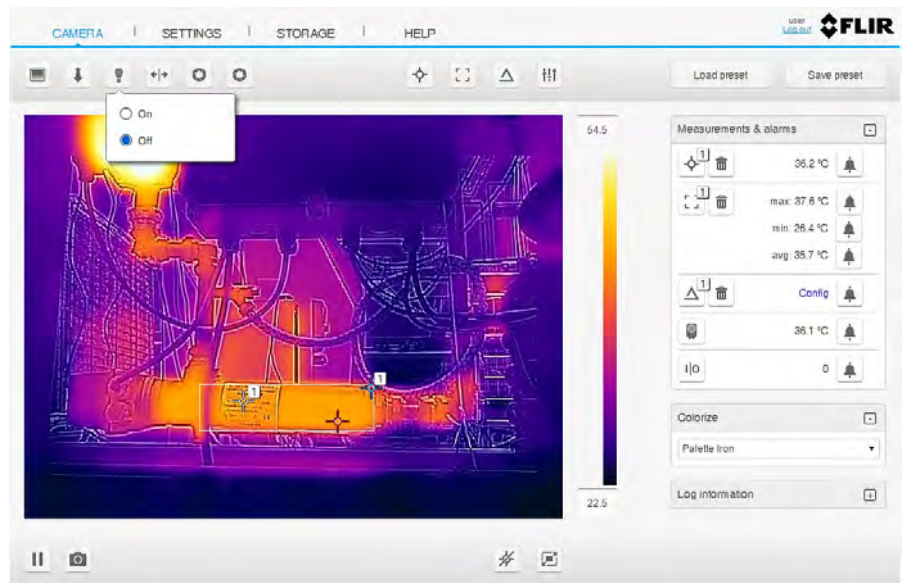 CAMERA | SETTINGS | STORAGE | HELP
user
Log out
FLIR
Load preset
Save preset
On
Off
54.5
22.5
1
1
Measurements & alarms
1
36.2 °C
1
max: 37.6 °C
min: 26.4 °C
avg: 35.7 °C
1
Config
36.1 °C
I|O
0
Colorize
Palette Iron
Log information